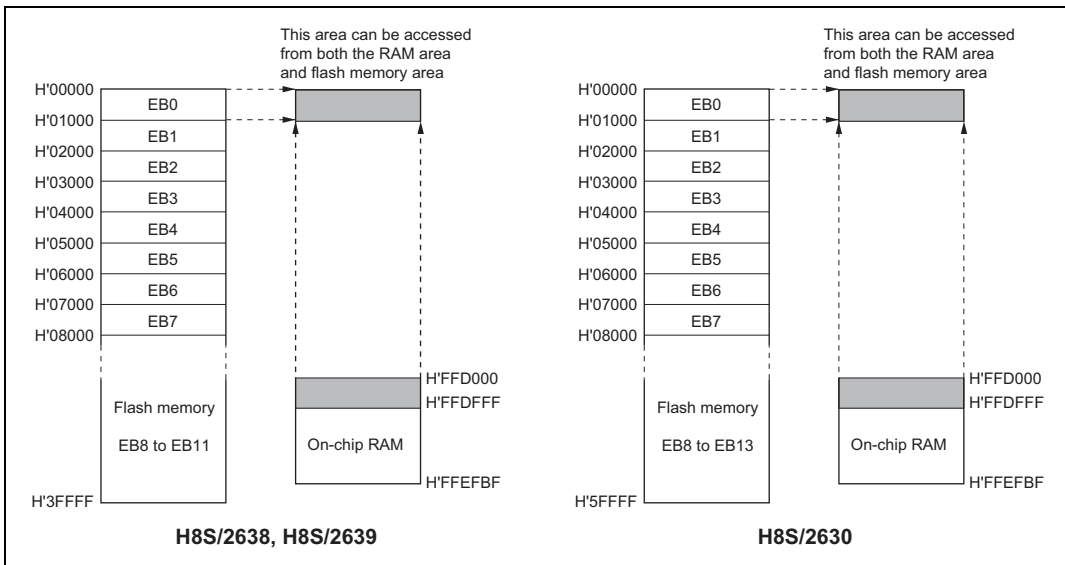 This area can be accessed
from both the RAM area
and flash memory area
H'00000
EB0
H'01000
EB1
H'02000
EB2
H'03000
EB3
H'04000
EB4
H'05000
EB5
H'06000
EB6
H'07000
EB7
H'08000
H'FFD000
Flash memory
H'FFDFFF
EB8 to EB11
On-chip RAM
H'FFEFBF
H'3FFFF
H8S/2638, H8S/2639
This area can be accessed
from both the RAM area
and flash memory area
H'00000
EB0
H'01000
EB1
H'02000
EB2
H'03000
EB3
H'04000
EB4
H'05000
EB5
H'06000
EB6
H'07000
EB7
H'08000
H'FFD000
Flash memory
H'FFDFFF
EB8 to EB13
On-chip RAM
H'FFEFBF
H'5FFFF
H8S/2630